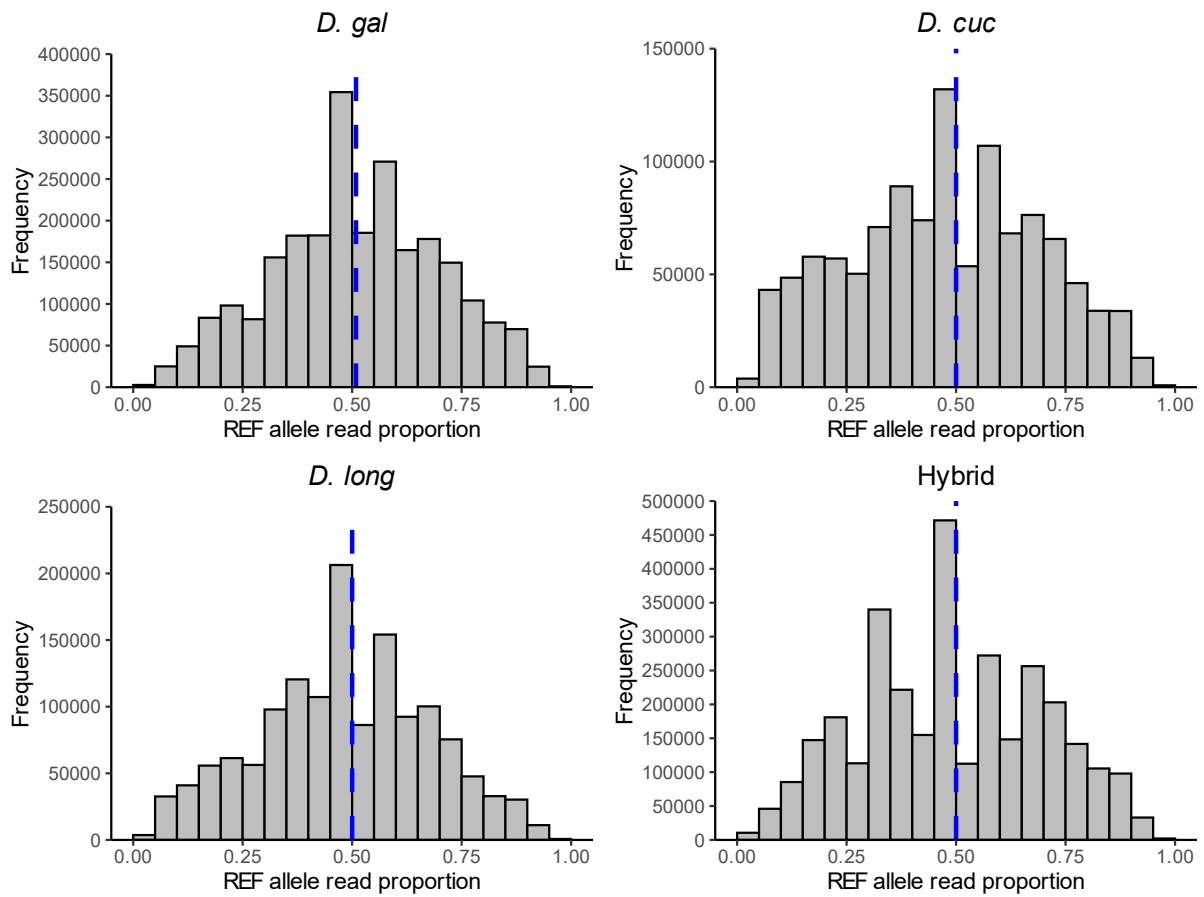 D. gal
400000
350000
300000
250000
200000
150000
100000
50000
0
Frequency
0.00 0.25 0.50 0.75 1.00
REF allele read proportion
D. cuc
150000
100000
50000
0
Frequency
0.00 0.25 0.50 0.75 1.00
REF allele read proportion
D. long
250000
200000
150000
100000
50000
0
Frequency
0.00 0.25 0.50 0.75 1.00
REF allele read proportion
Hybrid
500000
450000
400000
350000
300000
250000
200000
150000
100000
50000
0
Frequency
0.00 0.25 0.50 0.75 1.00
REF allele read proportion